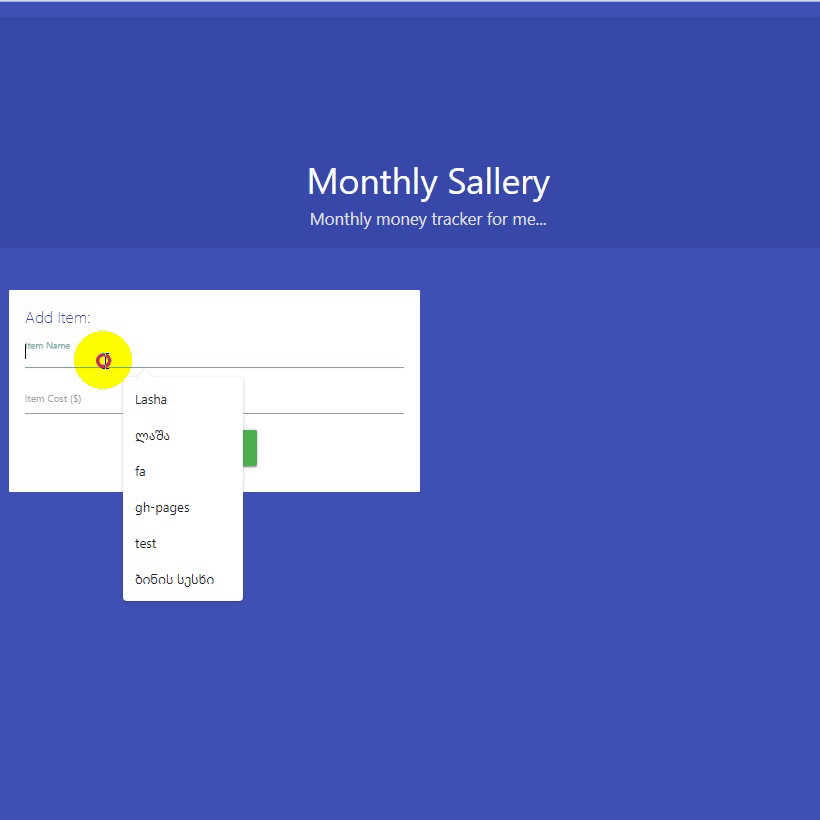 Monthly Sallery
Monthly money tracker for me...
Add Item:
Item Name
Item Cost ($)
Lasha
ლაშა
fa
gh-pages
test
ბინის სესხი